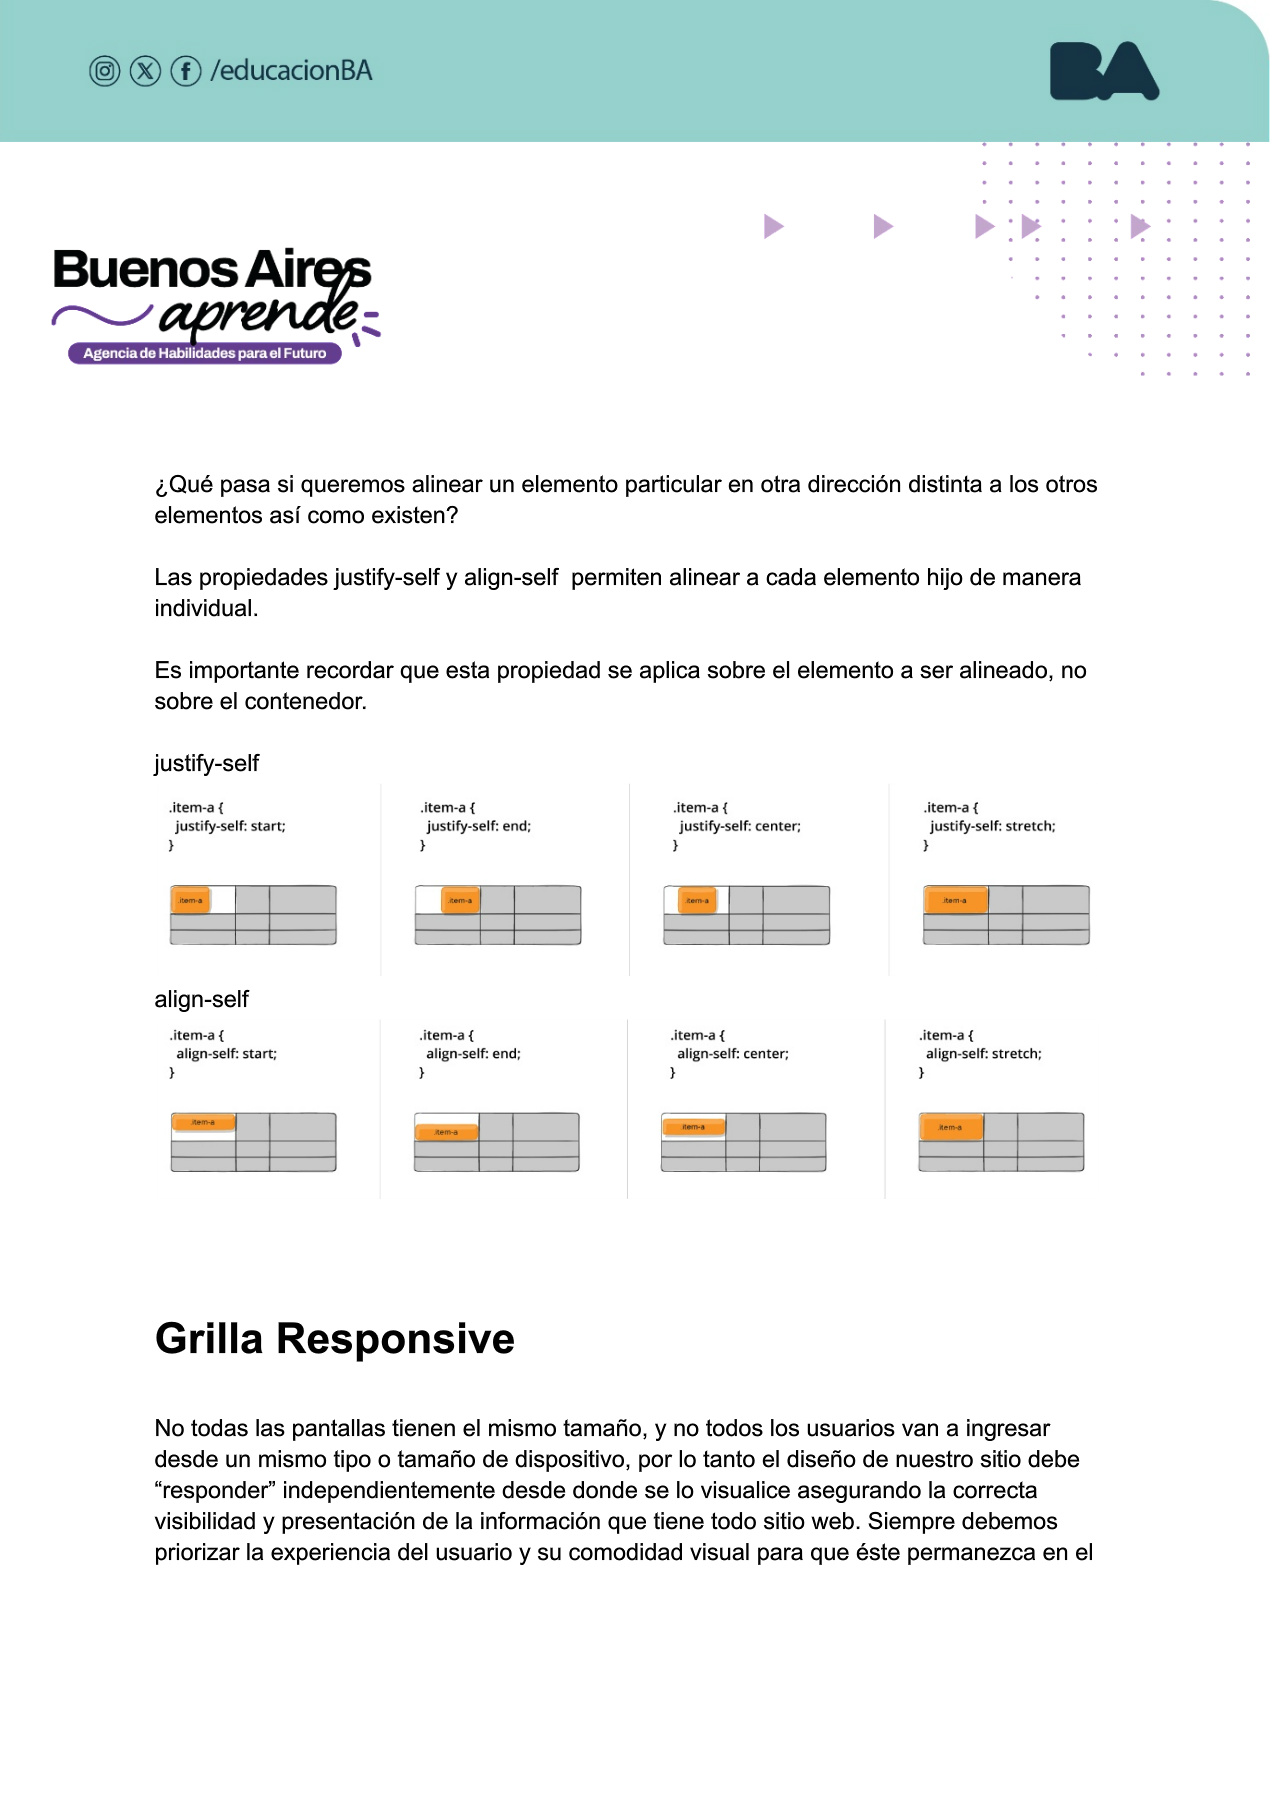 /educacionBA
BA
Buenos Aires
aprende
Agencia de Habilidades para el Futuro
¿Qué pasa si queremos alinear un elemento particular en otra dirección distinta a los otros
elementos así como existen?
Las propiedades justify-self y align-self  permiten alinear a cada elemento hijo de manera
individual.
Es importante recordar que esta propiedad se aplica sobre el elemento a ser alineado, no
sobre el contenedor.
justify-self
.item-a {
justify-self: start;
}
.item-a
.item-a {
justify-self: end;
}
.item-a
.item-a {
justify-self: center;
}
.item-a
.item-a {
justify-self: stretch;
}
.item-a
align-self
.item-a {
align-self: start;
}
.item-a
.item-a {
align-self: end;
}
.item-a
.item-a {
align-self: center;
}
.item-a
.item-a {
align-self: stretch;
}
.item-a
Grilla Responsive
No todas las pantallas tienen el mismo tamaño, y no todos los usuarios van a ingresar
desde un mismo tipo o tamaño de dispositivo, por lo tanto el diseño de nuestro sitio debe
“responder” independientemente desde donde se lo visualice asegurando la correcta
visibilidad y presentación de la información que tiene todo sitio web. Siempre debemos
priorizar la experiencia del usuario y su comodidad visual para que éste permanezca en el